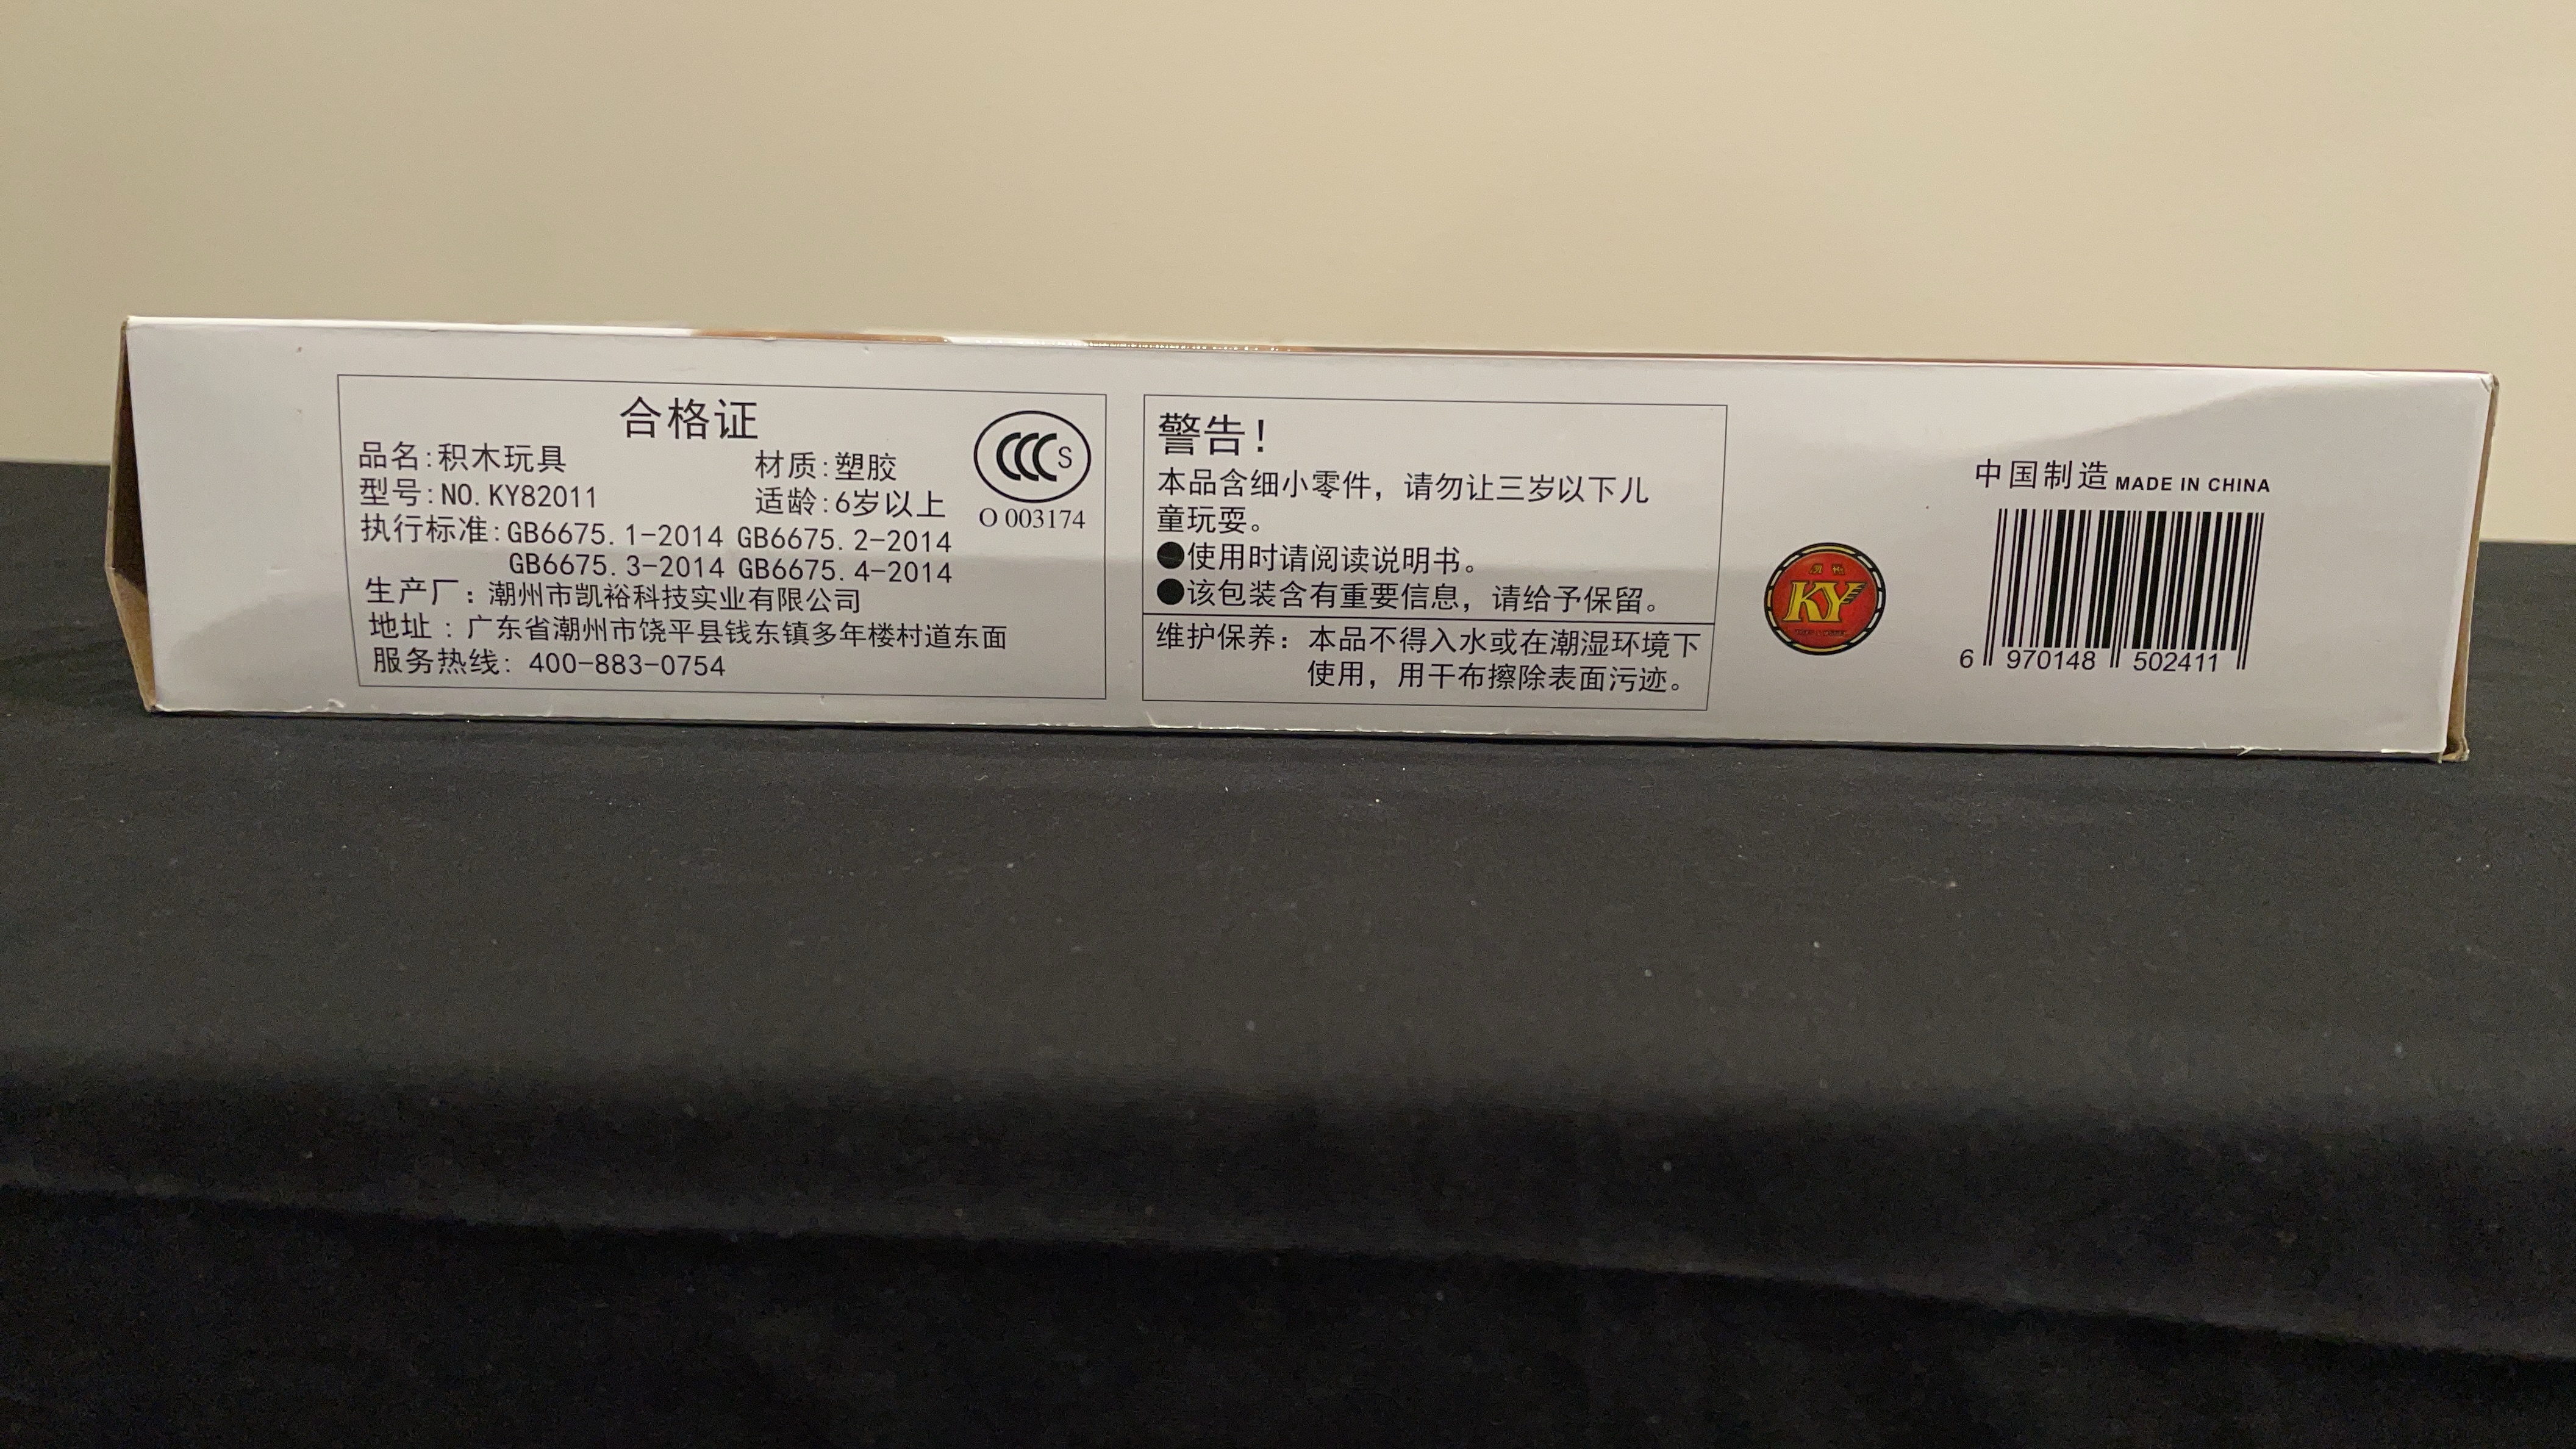 合格证
品名:积木玩具 材质:塑胶
型号:NO.KY82011 适龄:6岁以上
CCC S
O 003174
执行标准:GB6675.1-2014 GB6675.2-2014
GB6675.3-2014 GB6675.4-2014
生产厂:潮州市凯裕科技实业有限公司
地址:广东省潮州市饶平县钱东镇多年楼村道东面
服务热线: 400-883-0754
警告!
本品含细小零件，请勿让三岁以下儿
童玩耍。
●使用时请阅读说明书。
●该包装含有重要信息，请给予保留。
维护保养: 本品不得入水或在潮湿环境下
使用，用干布擦除表面污迹。
KY
中国制造 MADE IN CHINA
6 970148 502411